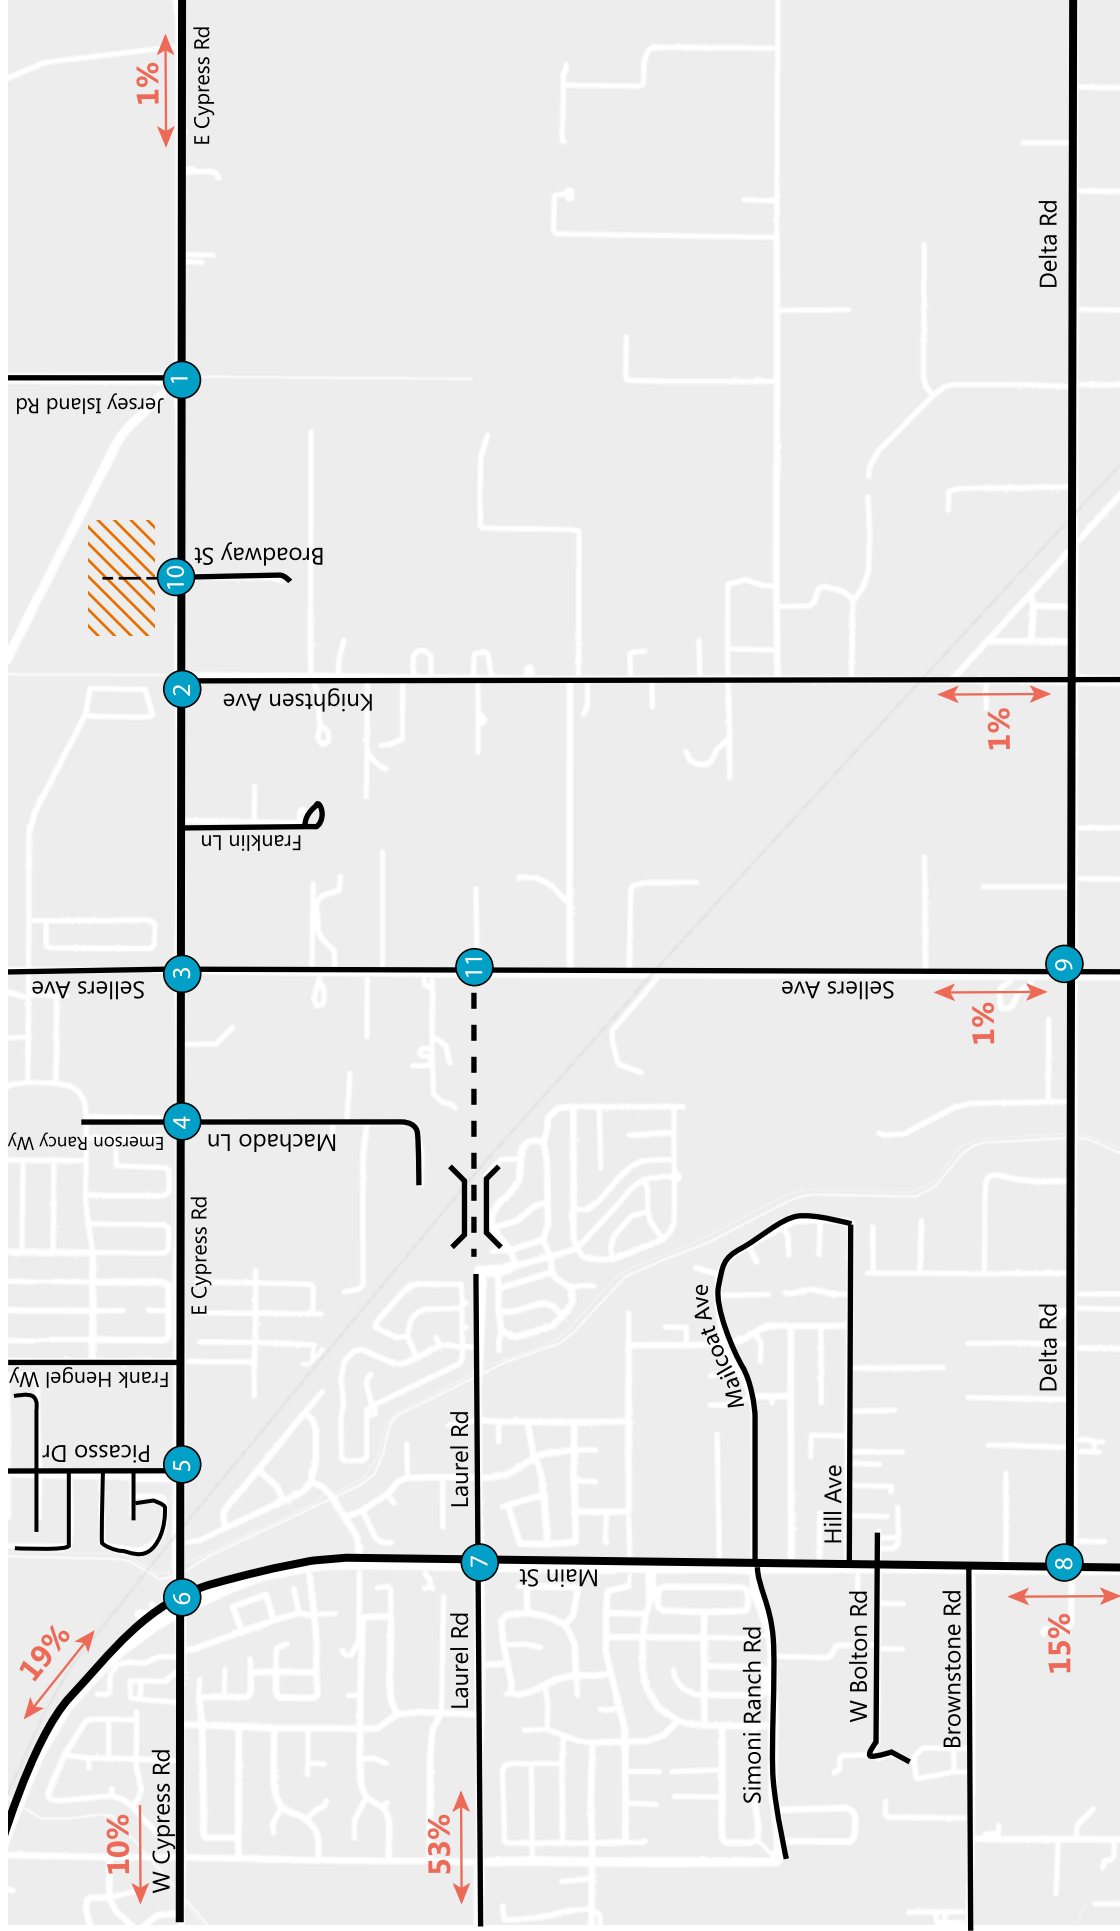 1%
E Cypress Rd
Delta Rd
1
Jersey Island Rd
Broadway St
10
2
Knightsen Ave
1%
Franklin Ln
3
Sellers Ave
11
Sellers Ave
9
1%
4
Emerson Rancy Wy
Machado Ln
E Cypress Rd
Mailcoat Ave
Delta Rd
Frank Hengel Wy
Picasso Dr
5
Laurel Rd
Hill Ave
6
7
Main St
8
19%
Laurel Rd
Simoni Ranch Rd
W Bolton Rd
Brownstone Rd
15%
10%
W Cypress Rd
53%